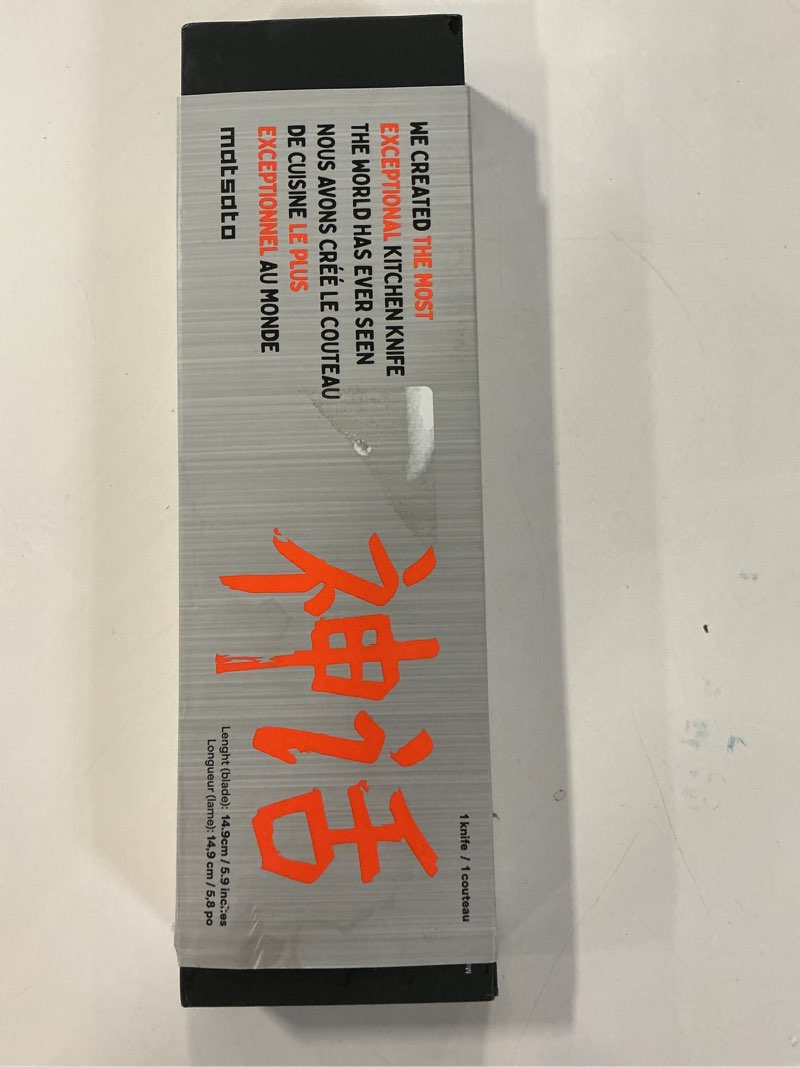 WE CREATED THE MOST
EXCEPTIONAL KITCHEN KNIFE
THE WORLD HAS EVER SEEN
NOUS AVONS CRÉÉ LE COUTEAU
DE CUISINE LE PLUS
EXCEPTIONNEL AU MONDE
matsato
神话
1 knife / 1 couteau
Lenght (blade): 14.9cm / 5.9 inches
Longueur (lame): 14,9 cm / 5,8 po